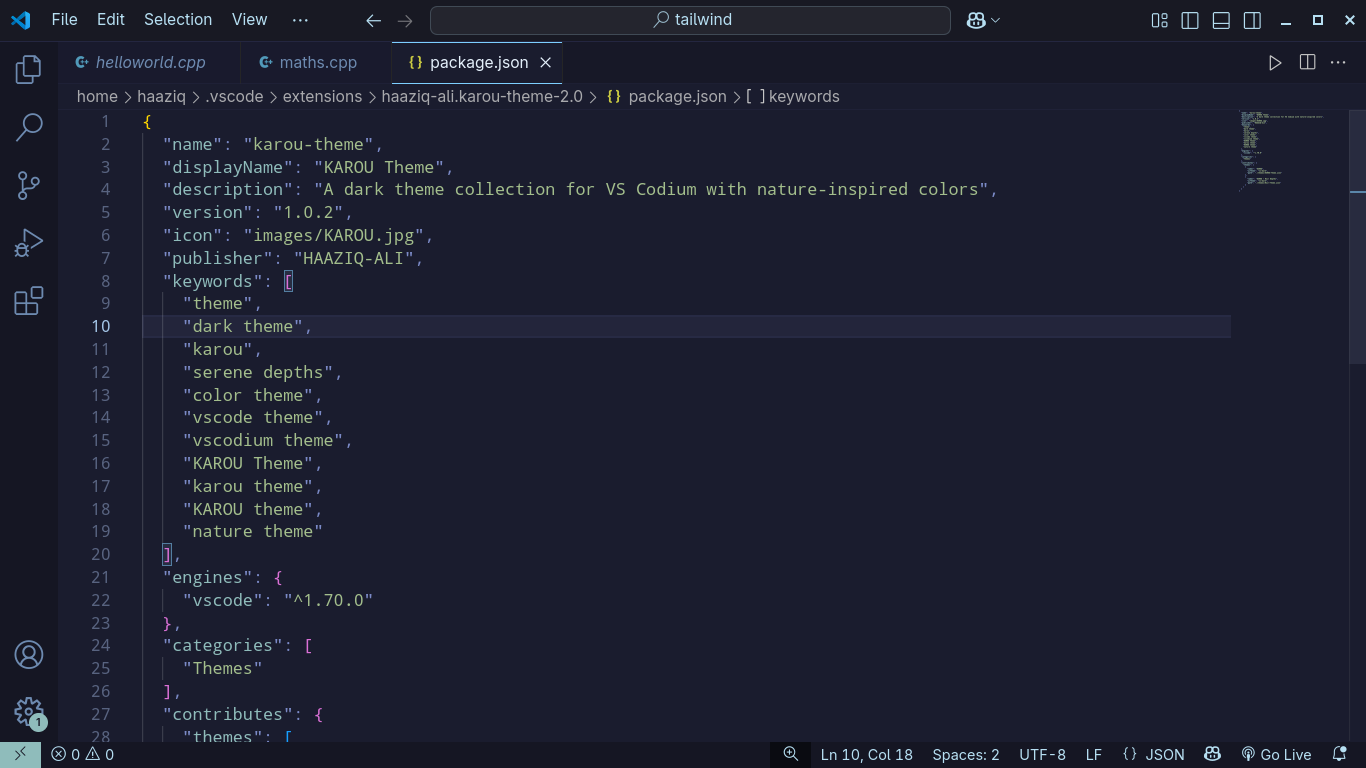 File Edit Selection View ··· tailwind
helloworld.cpp maths.cpp {} package.json
home > haaziq > .vscode > extensions > haaziq-ali.karou-theme-2.0 > {} package.json > [ ] keywords
1 {
2 "name": "karou-theme",
3 "displayName": "KAROU Theme",
4 "description": "A dark theme collection for VS Codium with nature-inspired colors",
5 "version": "1.0.2",
6 "icon": "images/KAROU.jpg",
7 "publisher": "HAAZIQ-ALI",
8 "keywords": [
9 "theme",
10 "dark theme",
11 "karou",
12 "serene depths",
13 "color theme",
14 "vscode theme",
15 "vscodium theme",
16 "KAROU Theme",
17 "karou theme",
18 "KAROU theme",
19 "nature theme"
20 ],
21 "engines": {
22 "vscode": "^1.70.0"
23 },
24 "categories": [
25 "Themes"
26 ],
27 "contributes": {
28 "themes": [
1
0 0 Ln 10, Col 18 Spaces: 2 UTF-8 LF {} JSON Go Live